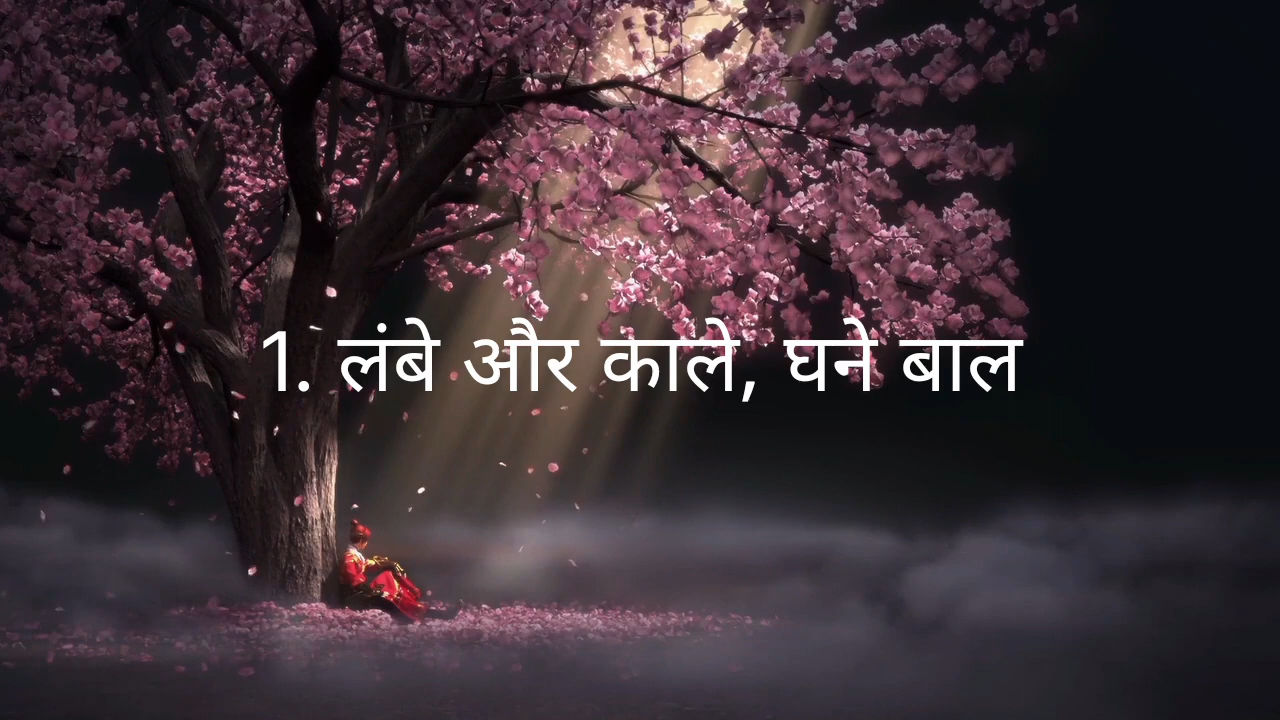 1. लंबे और काले, घने बाल